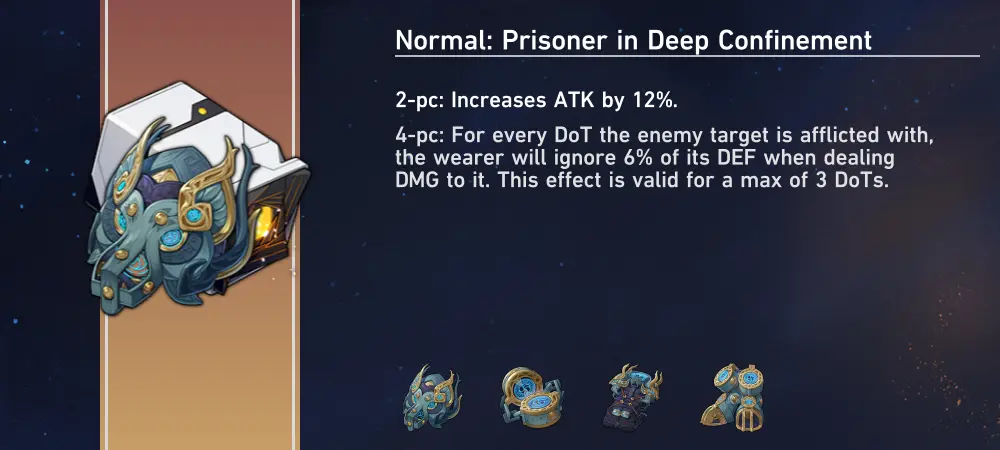 Normal: Prisoner in Deep Confinement
2-pc: Increases ATK by 12%.
4-pc: For every DoT the enemy target is afflicted with,
the wearer will ignore 6% of its DEF when dealing
DMG to it. This effect is valid for a max of 3 DoTs.